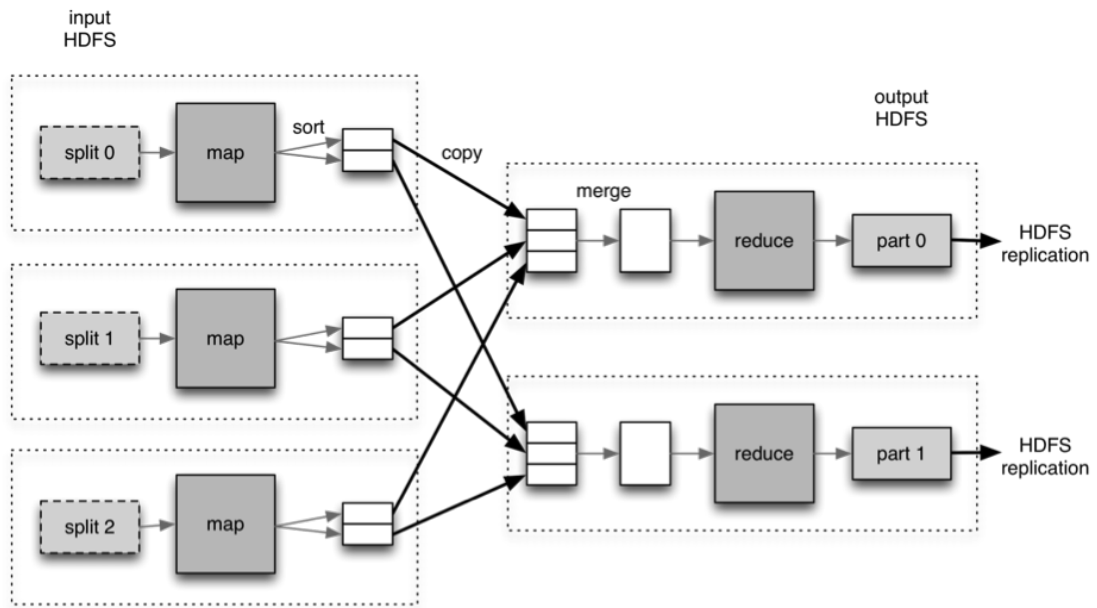 input
HDFS
split 0
map
sort
copy
split 1
map
split 2
map
output
HDFS
merge
reduce
part 0
HDFS
replication
reduce
part 1
HDFS
replication